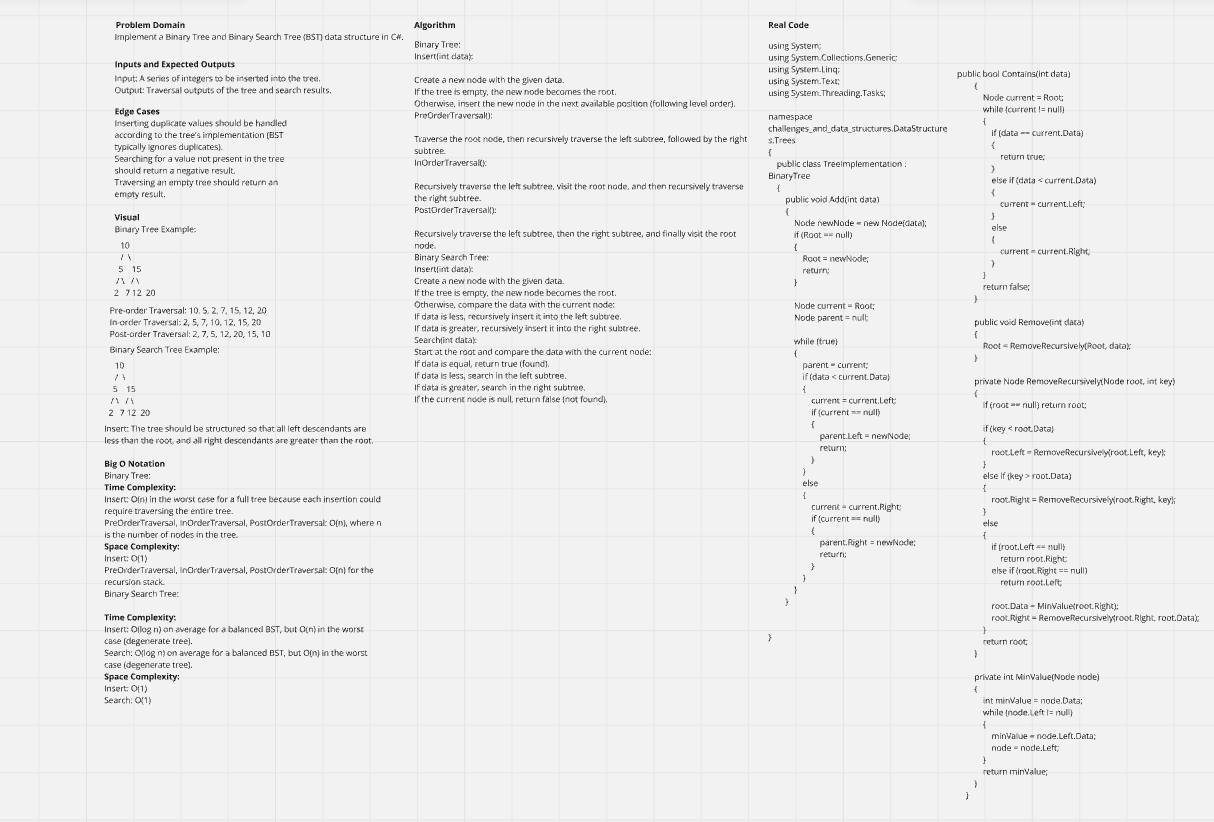 Problem Domain
Implement a Binary Tree and Binary Search Tree (BST) data structure in C#.
Inputs and Expected Outputs
Input: A series of integers to be inserted into the tree.
Output: Traversal outputs of the tree and search results.
Edge Cases
Inserting duplicate values should be handled
according to the tree's implementation (BST
typically ignores duplicates).
Searching for a value not present in the tree
should return a negative result.
Traversing an empty tree should return an
empty result.
Visual
Binary Tree Example:
10
/ \
5 15
/ \ / \
2 7 12 20
Pre-order Traversal: 10, 5, 2, 7, 15, 12, 20
In-order Traversal: 2, 5, 7, 10, 12, 15, 20
Post-order Traversal: 2, 7, 5, 12, 20, 15, 10
Binary Search Tree Example:
10
/ \
5 15
/ \ / \
2 7 12 20
Insert: The tree should be structured so that all left descendants are
less than the root, and all right descendants are greater than the root.
Big O Notation
Binary Tree:
Time Complexity:
Insert: O(n) in the worst case for a full tree because each insertion could
require traversing the entire tree.
PreOrderTraversal, InOrderTraversal, PostOrderTraversal: O(n), where n
is the number of nodes in the tree.
Space Complexity:
Insert: O(1)
PreOrderTraversal, InOrderTraversal, PostOrderTraversal: O(n) for the
recursion stack.
Binary Search Tree:
Time Complexity:
Insert: O(log n) on average for a balanced BST, but O(n) in the worst
case (degenerate tree).
Search: O(log n) on average for a balanced BST, but O(n) in the worst
case (degenerate tree).
Space Complexity:
Insert: O(1)
Search: O(1)
Algorithm
Binary Tree:
Insert(int data):
Create a new node with the given data.
If the tree is empty, the new node becomes the root.
Otherwise, insert the new node in the next available position (following level order).
PreOrderTraversal():
Traverse the root node, then recursively traverse the left subtree, followed by the right
subtree.
InOrderTraversal():
Recursively traverse the left subtree, visit the root node, and then recursively traverse
the right subtree.
PostOrderTraversal():
Recursively traverse the left subtree, then the right subtree, and finally visit the root
node.
Binary Search Tree:
Insert(int data):
Create a new node with the given data.
If the tree is empty, the new node becomes the root.
Otherwise, compare the data with the current node:
If data is less, recursively insert it into the left subtree.
If data is greater, recursively insert it into the right subtree.
Search(int data):
Start at the root and compare the data with the current node:
If data is equal, return true (found).
If data is less, search in the left subtree.
If data is greater, search in the right subtree.
If the current node is null, return false (not found).
Real Code
using System;
using System.Collections.Generic;
using System.Linq;
using System.Text;
using System.Threading.Tasks;
namespace
challenges_and_data_structures.DataStructure
s.Trees
{
public class TreeImplementation :
BinaryTree
{
public void Add(int data)
{
Node newNode = new Node(data);
if (Root == null)
{
Root = newNode;
return;
}
Node current = Root;
Node parent = null;
while (true)
{
parent = current;
if (data < current.Data)
{
current = current.Left;
if (current == null)
{
parent.Left = newNode;
return;
}
}
else
{
current = current.Right;
if (current == null)
{
parent.Right = newNode;
return;
}
}
}
}
}
public bool Contains(int data)
{
Node current = Root;
while (current != null)
{
if (data == current.Data)
{
return true;
}
else if (data < current.Data)
{
current = current.Left;
}
else
{
current = current.Right;
}
}
return false;
}
public void Remove(int data)
{
Root = RemoveRecursively(Root, data);
}
private Node RemoveRecursively(Node root, int key)
{
if (root == null) return root;
if (key < root.Data)
{
root.Left = RemoveRecursively(root.Left, key);
}
else if (key > root.Data)
{
root.Right = RemoveRecursively(root.Right, key);
}
else
{
if (root.Left == null)
return root.Right;
else if (root.Right == null)
return root.Left;
root.Data = MinValue(root.Right);
root.Right = RemoveRecursively(root.Right, root.Data);
}
return root;
}
private int MinValue(Node node)
{
int minValue = node.Data;
while (node.Left != null)
{
minValue = node.Left.Data;
node = node.Left;
}
return minValue;
}
}